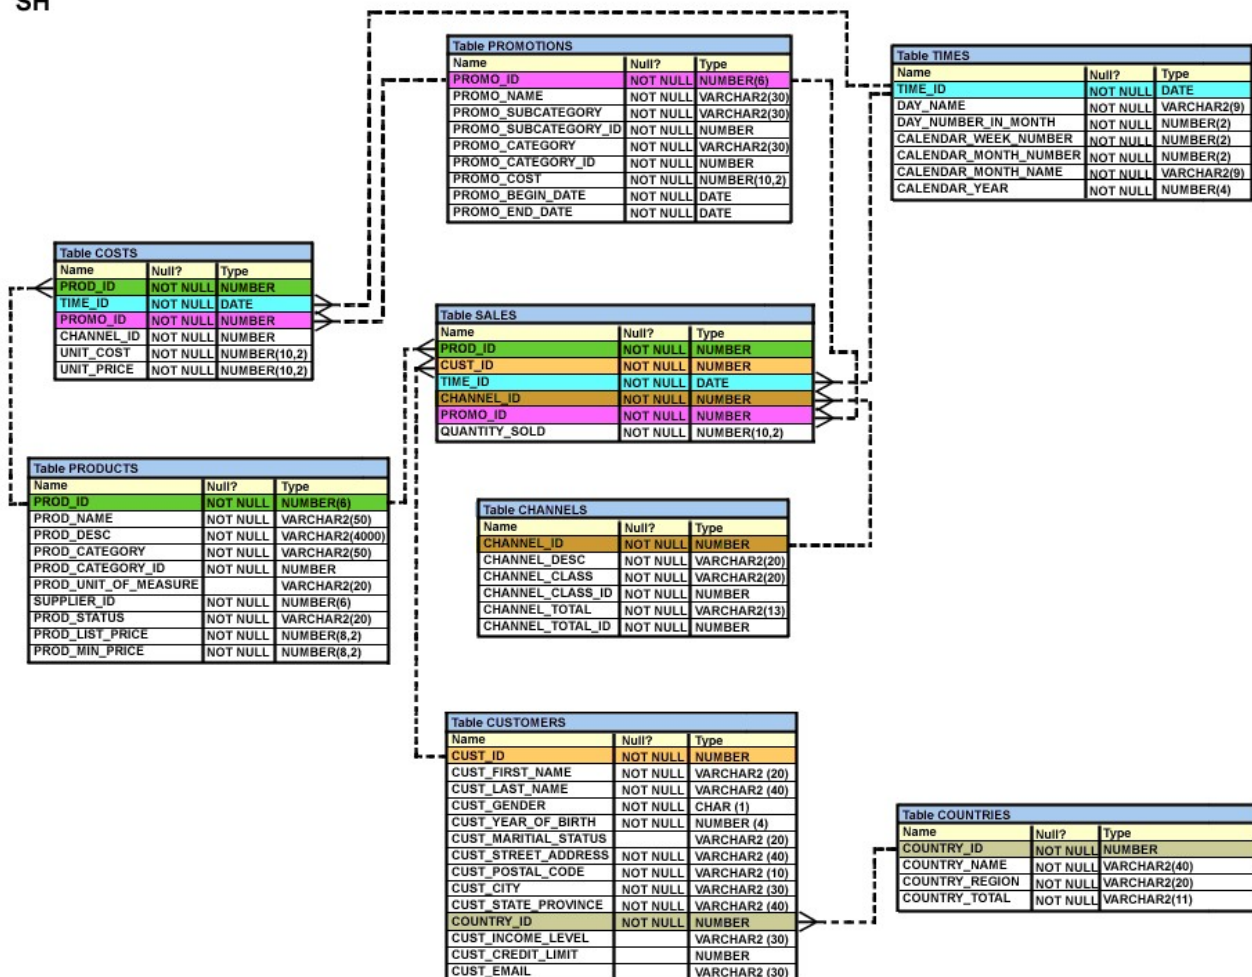 SH
Table PROMOTIONS
Name Null? Type
PROMO_ID NOT NULL NUMBER(6)
PROMO_NAME NOT NULL VARCHAR2(30)
PROMO_SUBCATEGORY NOT NULL VARCHAR2(30)
PROMO_SUBCATEGORY_ID NOT NULL NUMBER
PROMO_CATEGORY NOT NULL VARCHAR2(30)
PROMO_CATEGORY_ID NOT NULL NUMBER
PROMO_COST NOT NULL NUMBER(10,2)
PROMO_BEGIN_DATE NOT NULL DATE
PROMO_END_DATE NOT NULL DATE
Table TIMES
Name Null? Type
TIME_ID NOT NULL DATE
DAY_NAME NOT NULL VARCHAR2(9)
DAY_NUMBER_IN_MONTH NOT NULL NUMBER(2)
CALENDAR_WEEK_NUMBER NOT NULL NUMBER(2)
CALENDAR_MONTH_NUMBER NOT NULL NUMBER(2)
CALENDAR_MONTH_NAME NOT NULL VARCHAR2(9)
CALENDAR_YEAR NOT NULL NUMBER(4)
Table COSTS
Name Null? Type
PROD_ID NOT NULL NUMBER
TIME_ID NOT NULL DATE
PROMO_ID NOT NULL NUMBER
CHANNEL_ID NOT NULL NUMBER
UNIT_COST NOT NULL NUMBER(10,2)
UNIT_PRICE NOT NULL NUMBER(10,2)
Table SALES
Name Null? Type
PROD_ID NOT NULL NUMBER
CUST_ID NOT NULL NUMBER
TIME_ID NOT NULL DATE
CHANNEL_ID NOT NULL NUMBER
PROMO_ID NOT NULL NUMBER
QUANTITY_SOLD NOT NULL NUMBER(10,2)
Table PRODUCTS
Name Null? Type
PROD_ID NOT NULL NUMBER(6)
PROD_NAME NOT NULL VARCHAR2(50)
PROD_DESC NOT NULL VARCHAR2(4000)
PROD_CATEGORY NOT NULL VARCHAR2(50)
PROD_CATEGORY_ID NOT NULL NUMBER
PROD_UNIT_OF_MEASURE VARCHAR2(20)
SUPPLIER_ID NOT NULL NUMBER(6)
PROD_STATUS NOT NULL VARCHAR2(20)
PROD_LIST_PRICE NOT NULL NUMBER(8,2)
PROD_MIN_PRICE NOT NULL NUMBER(8,2)
Table CHANNELS
Name Null? Type
CHANNEL_ID NOT NULL NUMBER
CHANNEL_DESC NOT NULL VARCHAR2(20)
CHANNEL_CLASS NOT NULL VARCHAR2(20)
CHANNEL_CLASS_ID NOT NULL NUMBER
CHANNEL_TOTAL NOT NULL VARCHAR2(13)
CHANNEL_TOTAL_ID NOT NULL NUMBER
Table CUSTOMERS
Name Null? Type
CUST_ID NOT NULL NUMBER
CUST_FIRST_NAME NOT NULL VARCHAR2 (20)
CUST_LAST_NAME NOT NULL VARCHAR2 (40)
CUST_GENDER NOT NULL CHAR (1)
CUST_YEAR_OF_BIRTH NOT NULL NUMBER (4)
CUST_MARITIAL_STATUS VARCHAR2 (20)
CUST_STREET_ADDRESS NOT NULL VARCHAR2 (40)
CUST_POSTAL_CODE NOT NULL VARCHAR2 (10)
CUST_CITY NOT NULL VARCHAR2 (30)
CUST_STATE_PROVINCE NOT NULL VARCHAR2 (40)
COUNTRY_ID NOT NULL NUMBER
CUST_INCOME_LEVEL VARCHAR2 (30)
CUST_CREDIT_LIMIT NUMBER
CUST_EMAIL VARCHAR2 (30)
Table COUNTRIES
Name Null? Type
COUNTRY_ID NOT NULL NUMBER
COUNTRY_NAME NOT NULL VARCHAR2(40)
COUNTRY_REGION NOT NULL VARCHAR2(20)
COUNTRY_TOTAL NOT NULL VARCHAR2(11)